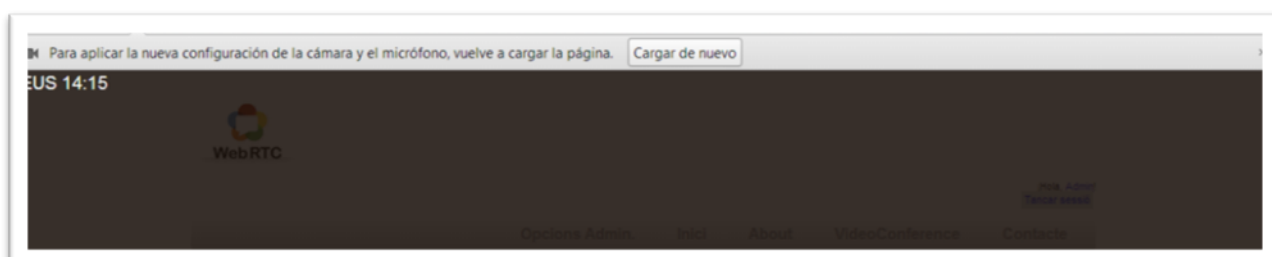 Para aplicar la nueva configuración de la cámara y el micrófono, vuelve a cargar la página. Cargar de nuevo
EUS 14:15
WebRTC
Hola, Admin
Tancar sessió
Opcions Admin. Inici About VideoConference Contacte